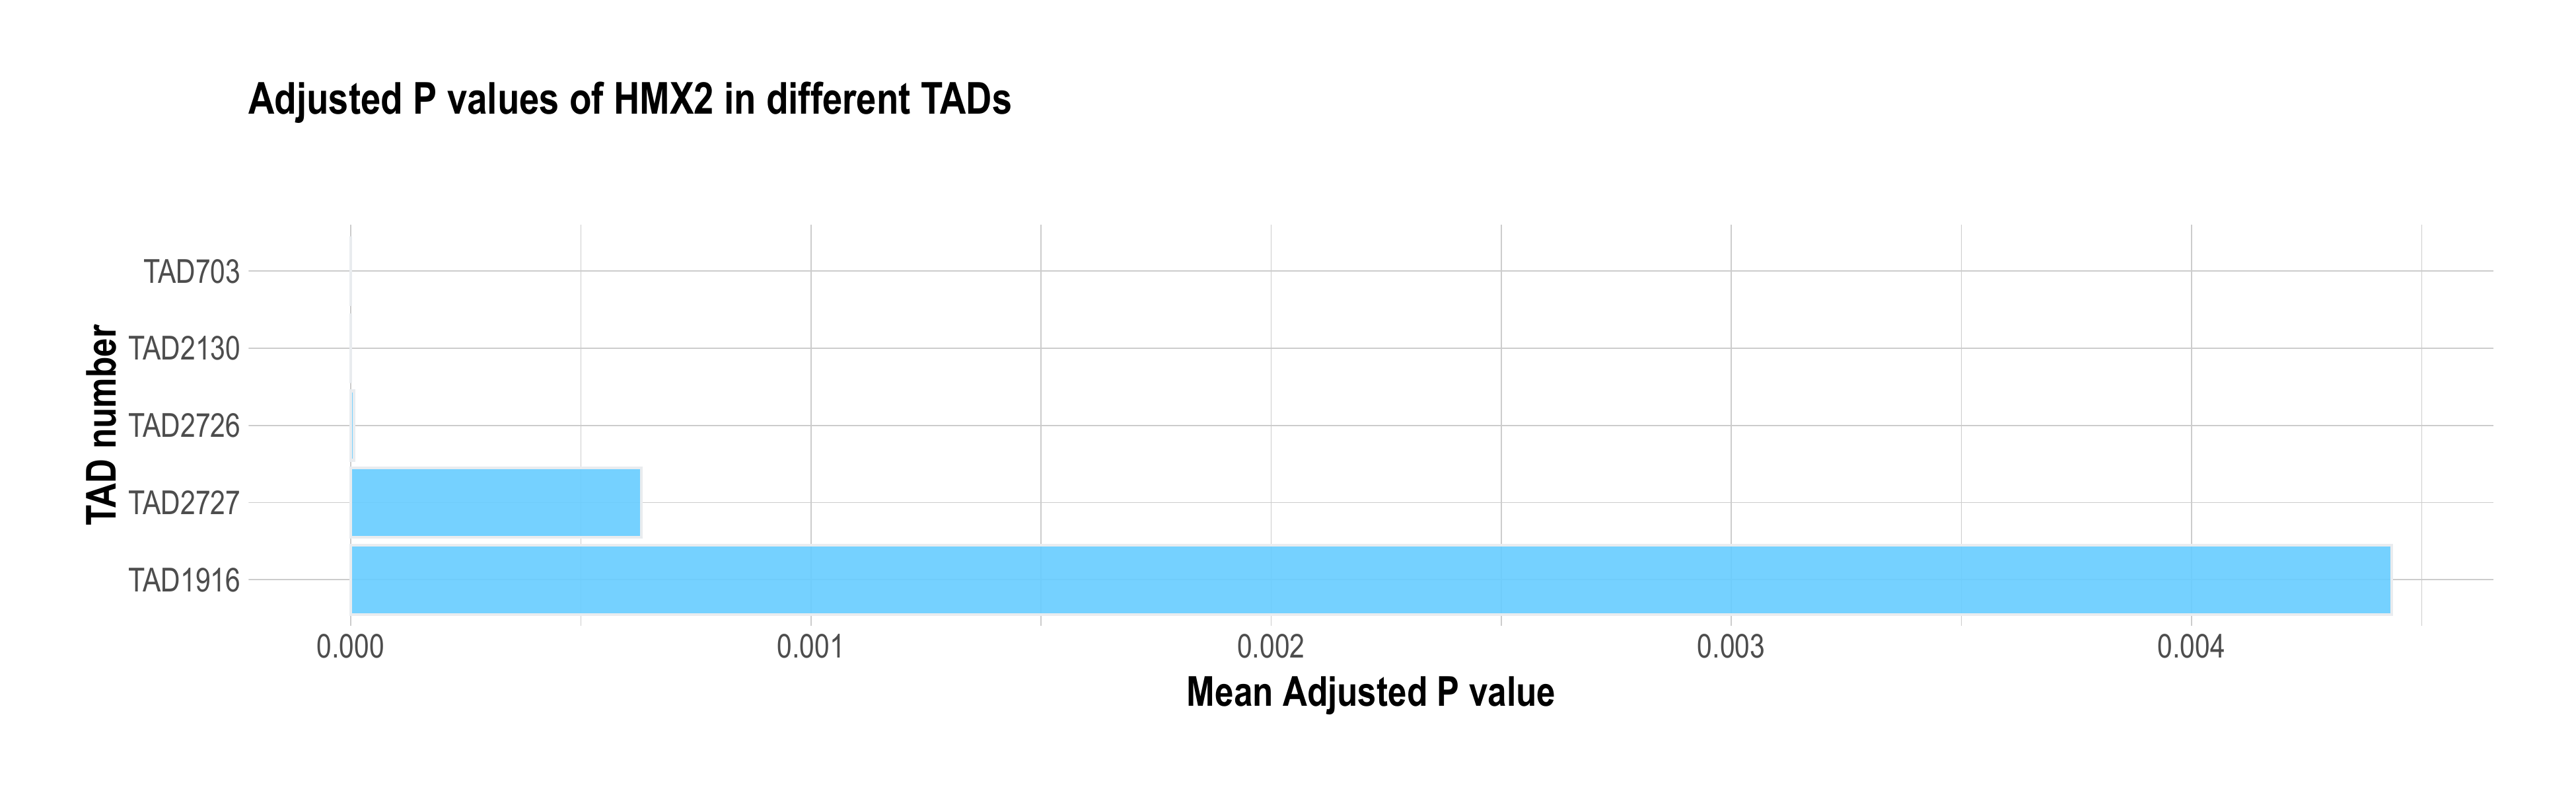 Adjusted P values of HMX2 in different TADs
TAD number
TAD703
TAD2130
TAD2726
TAD2727
TAD1916
0.000 0.001 0.002 0.003 0.004
Mean Adjusted P value